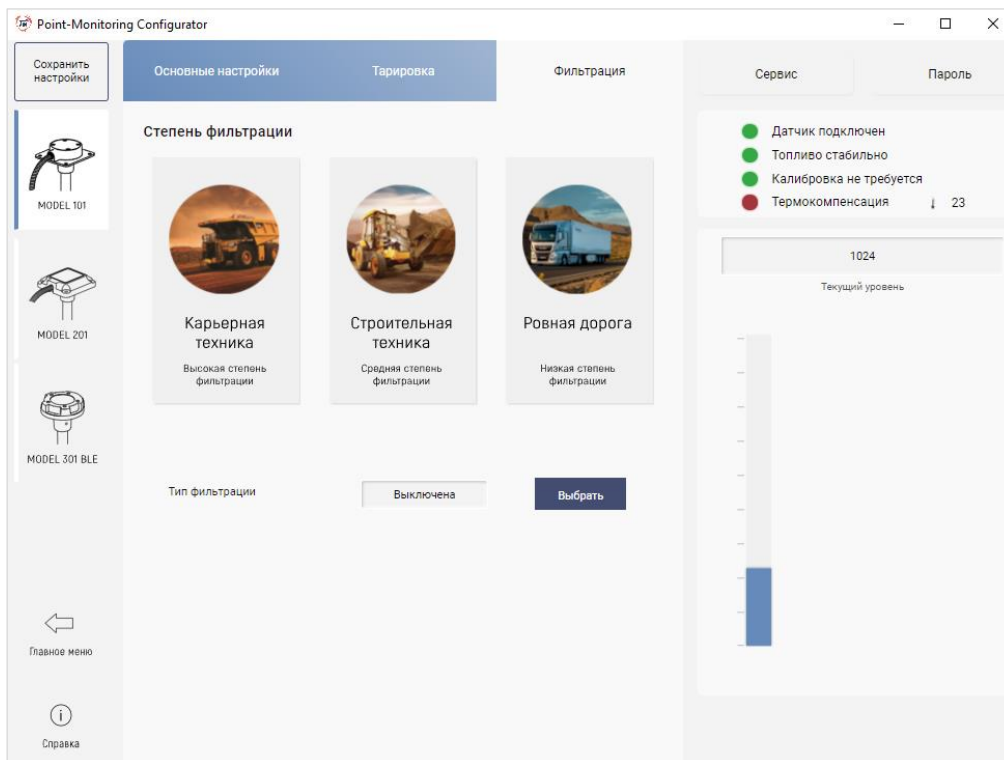 Point-Monitoring Configurator
Сохранить
настройки
Основные настройки
Тарировка
Фильтрация
Сервис
Пароль
MODEL 101
MODEL 201
MODEL 301 BLE
Главное меню
Справка
Степень фильтрации
Карьерная
техника
Высокая степень
фильтрации
Строительная
техника
Средняя степень
фильтрации
Ровная дорога
Низкая степень
фильтрации
Тип фильтрации
Выключена
Выбрать
Датчик подключен
Топливо стабильно
Калибровка не требуется
Термокомпенсация 23
1024
Текущий уровень